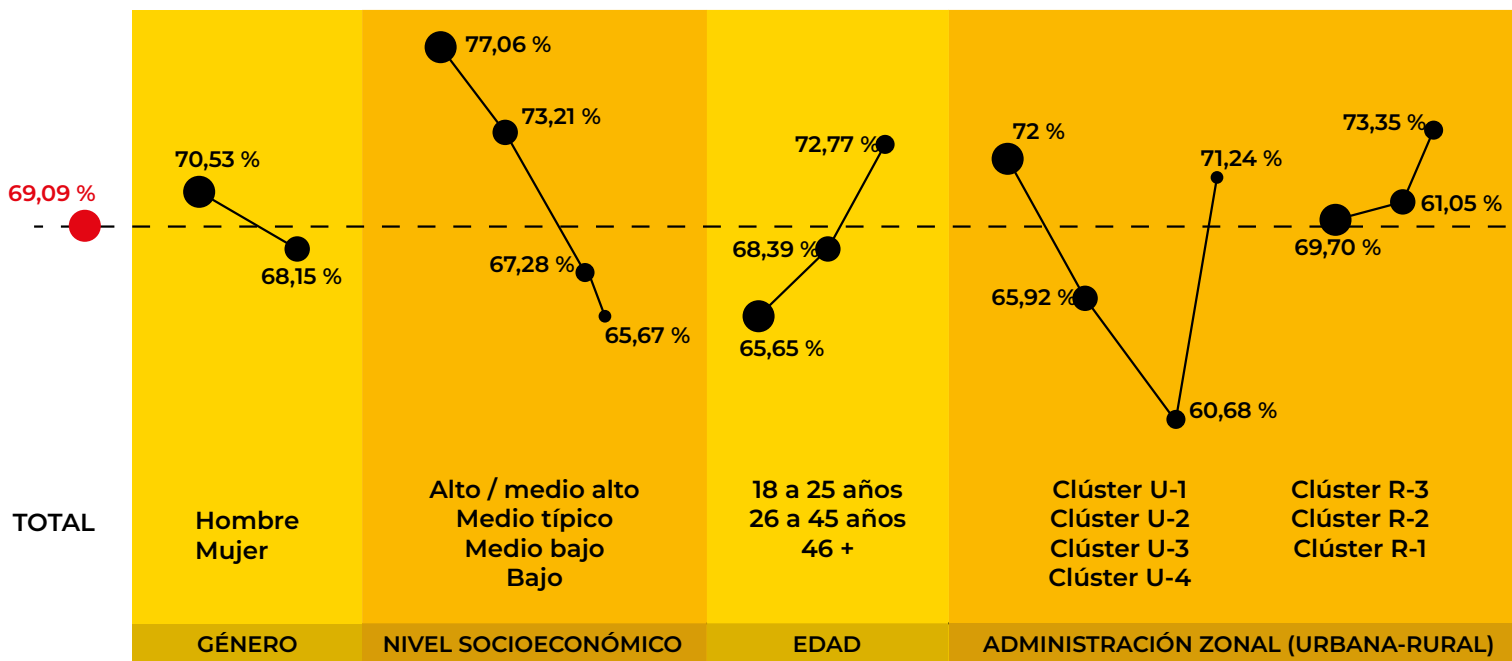 69,09 %
TOTAL
70,53 %
68,15 %
Hombre
Mujer
GÉNERO
77,06 %
73,21 %
67,28 %
65,67 %
Alto / medio alto
Medio típico
Medio bajo
Bajo
NIVEL SOCIOECONÓMICO
72,77 %
68,39 %
65,65 %
18 a 25 años
26 a 45 años
46 +
EDAD
72 %
65,92 %
60,68 %
71,24 %
Clúster U-1
Clúster U-2
Clúster U-3
Clúster U-4
73,35 %
61,05 %
69,70 %
Clúster R-3
Clúster R-2
Clúster R-1
ADMINISTRACIÓN ZONAL (URBANA-RURAL)